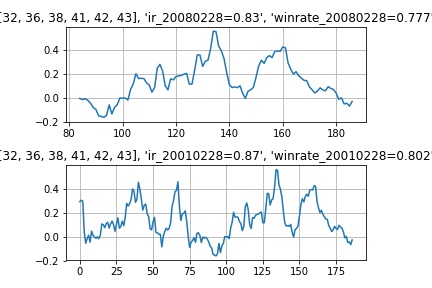 [32, 36, 38, 41, 42, 43], 'ir_20080228=0.83', 'winrate_20080228=0.777'
0.4
0.2
0.0
−0.2
80 100 120 140 160 180
[32, 36, 38, 41, 42, 43], 'ir_20010228=0.87', 'winrate_20010228=0.802'
0.4
0.2
0.0
−0.2
0 25 50 75 100 125 150 175